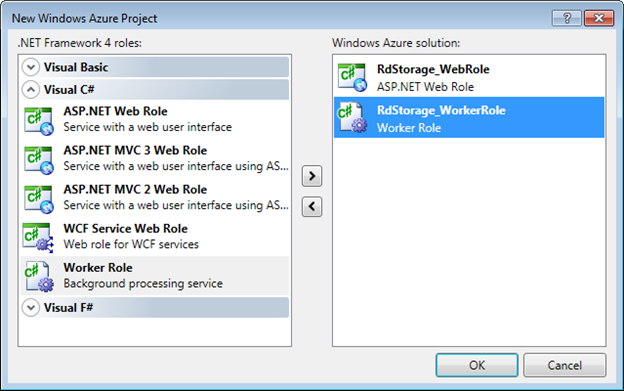 New Windows Azure Project
.NET Framework 4 roles:
Visual Basic
Visual C#
ASP.NET Web Role
Service with a web user interface
ASP.NET MVC 3 Web Role
Service with a web user interface using AS...
ASP.NET MVC 2 Web Role
Service with a web user interface using AS...
WCF Service Web Role
Web role for WCF services
Worker Role
Background processing service
Visual F#
Windows Azure solution:
RdStorage_WebRole
ASP.NET Web Role
RdStorage_WorkerRole
Worker Role
OK
Cancel